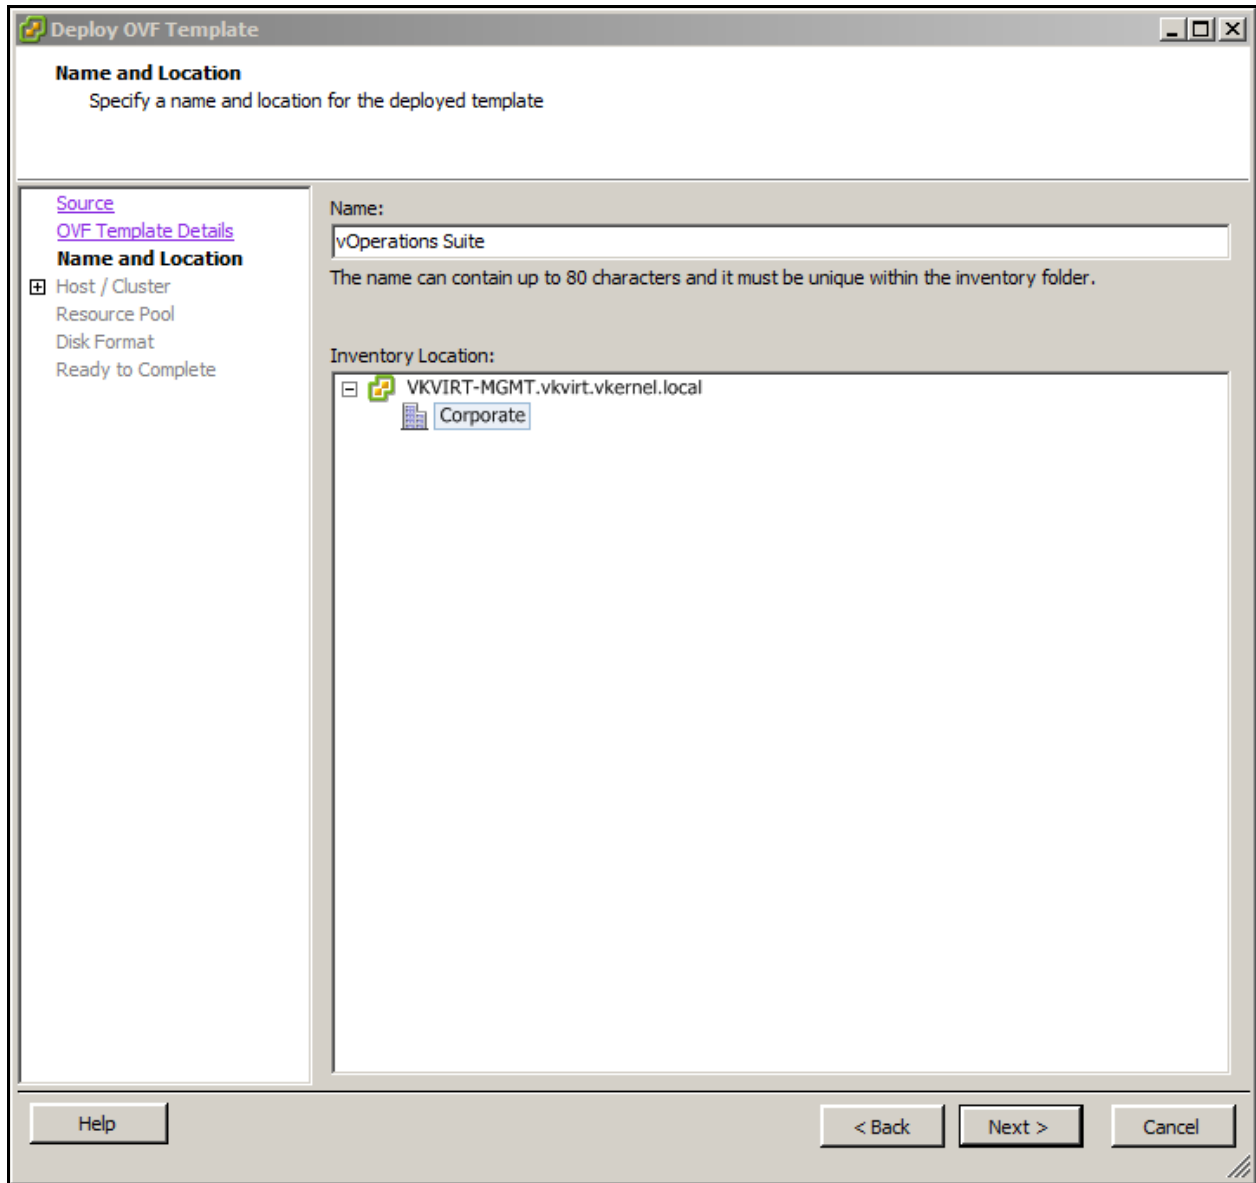 Deploy OVF Template
Name and Location
Specify a name and location for the deployed template
Source
OVF Template Details
Name and Location
Host / Cluster
Resource Pool
Disk Format
Ready to Complete
Name:
vOperations Suite
The name can contain up to 80 characters and it must be unique within the inventory folder.
Inventory Location:
VKVIRT-MGMT.vkvirt.vkernel.local
Corporate
Help
< Back
Next >
Cancel